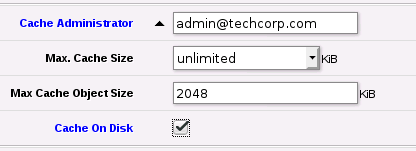 Cache Administrator admin@techcorp.com
Max. Cache Size unlimited KiB
Max Cache Object Size 2048 KiB
Cache On Disk